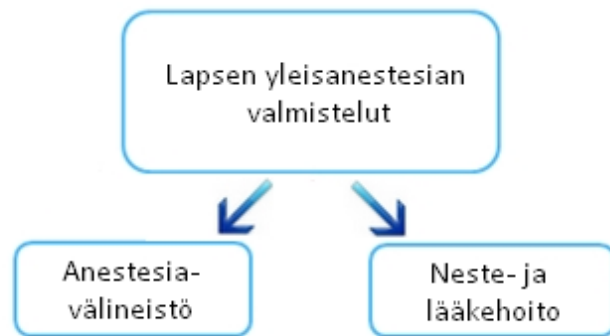 Lapsen yleisanestesian
valmistelut
Anestesia-
välineistö
Neste- ja
lääkehoito